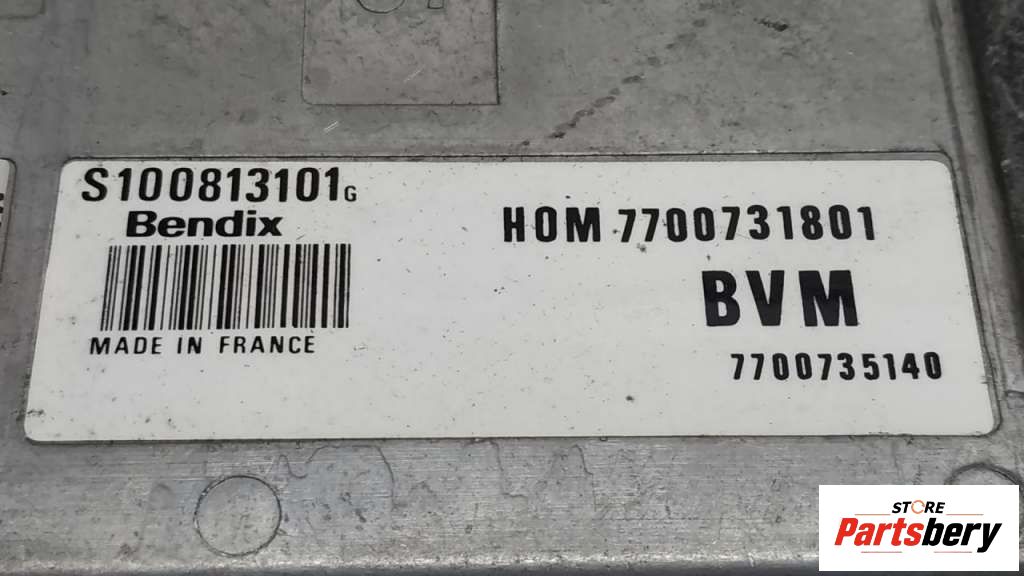 S100813101G
Bendix
MADE IN FRANCE
HOM 7700731801
BVM
7700735140
STORE
Partsbery